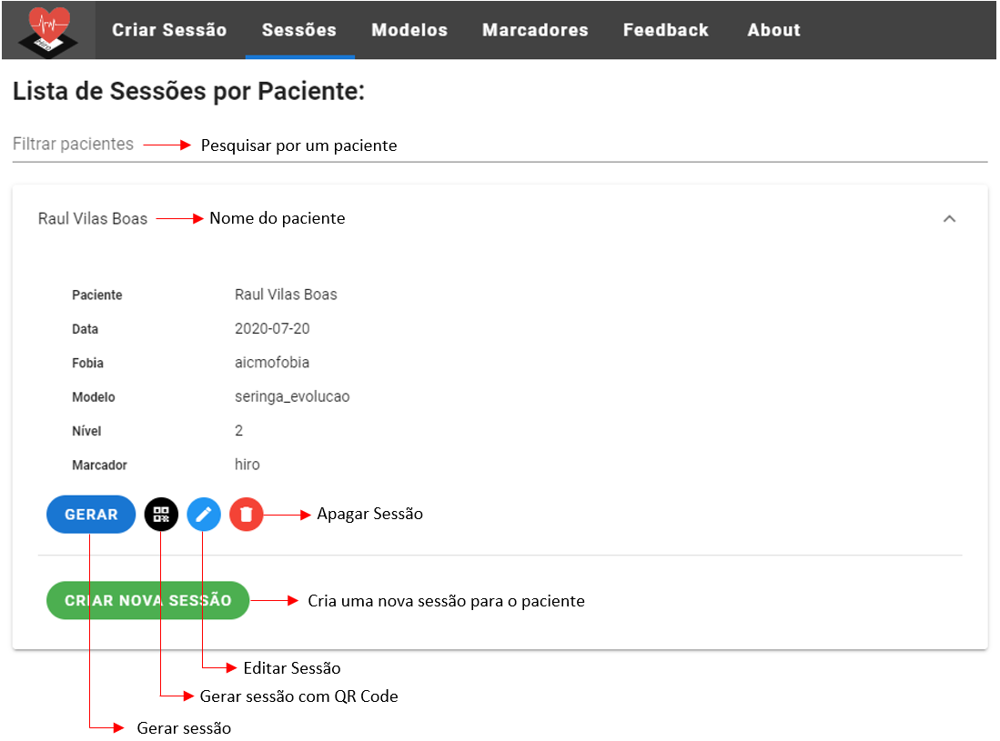 Hiro
Criar Sessão Sessões Modelos Marcadores Feedback About
Lista de Sessões por Paciente:
Filtrar pacientes Pesquisar por um paciente
Raul Vilas Boas Nome do paciente
Paciente Raul Vilas Boas
Data 2020-07-20
Fobia aicmofobia
Modelo seringa_evolucao
Nível 2
Marcador hiro
GERAR Apagar Sessão
CRIAR NOVA SESSÃO Cria uma nova sessão para o paciente
Editar Sessão
Gerar sessão com QR Code
Gerar sessão